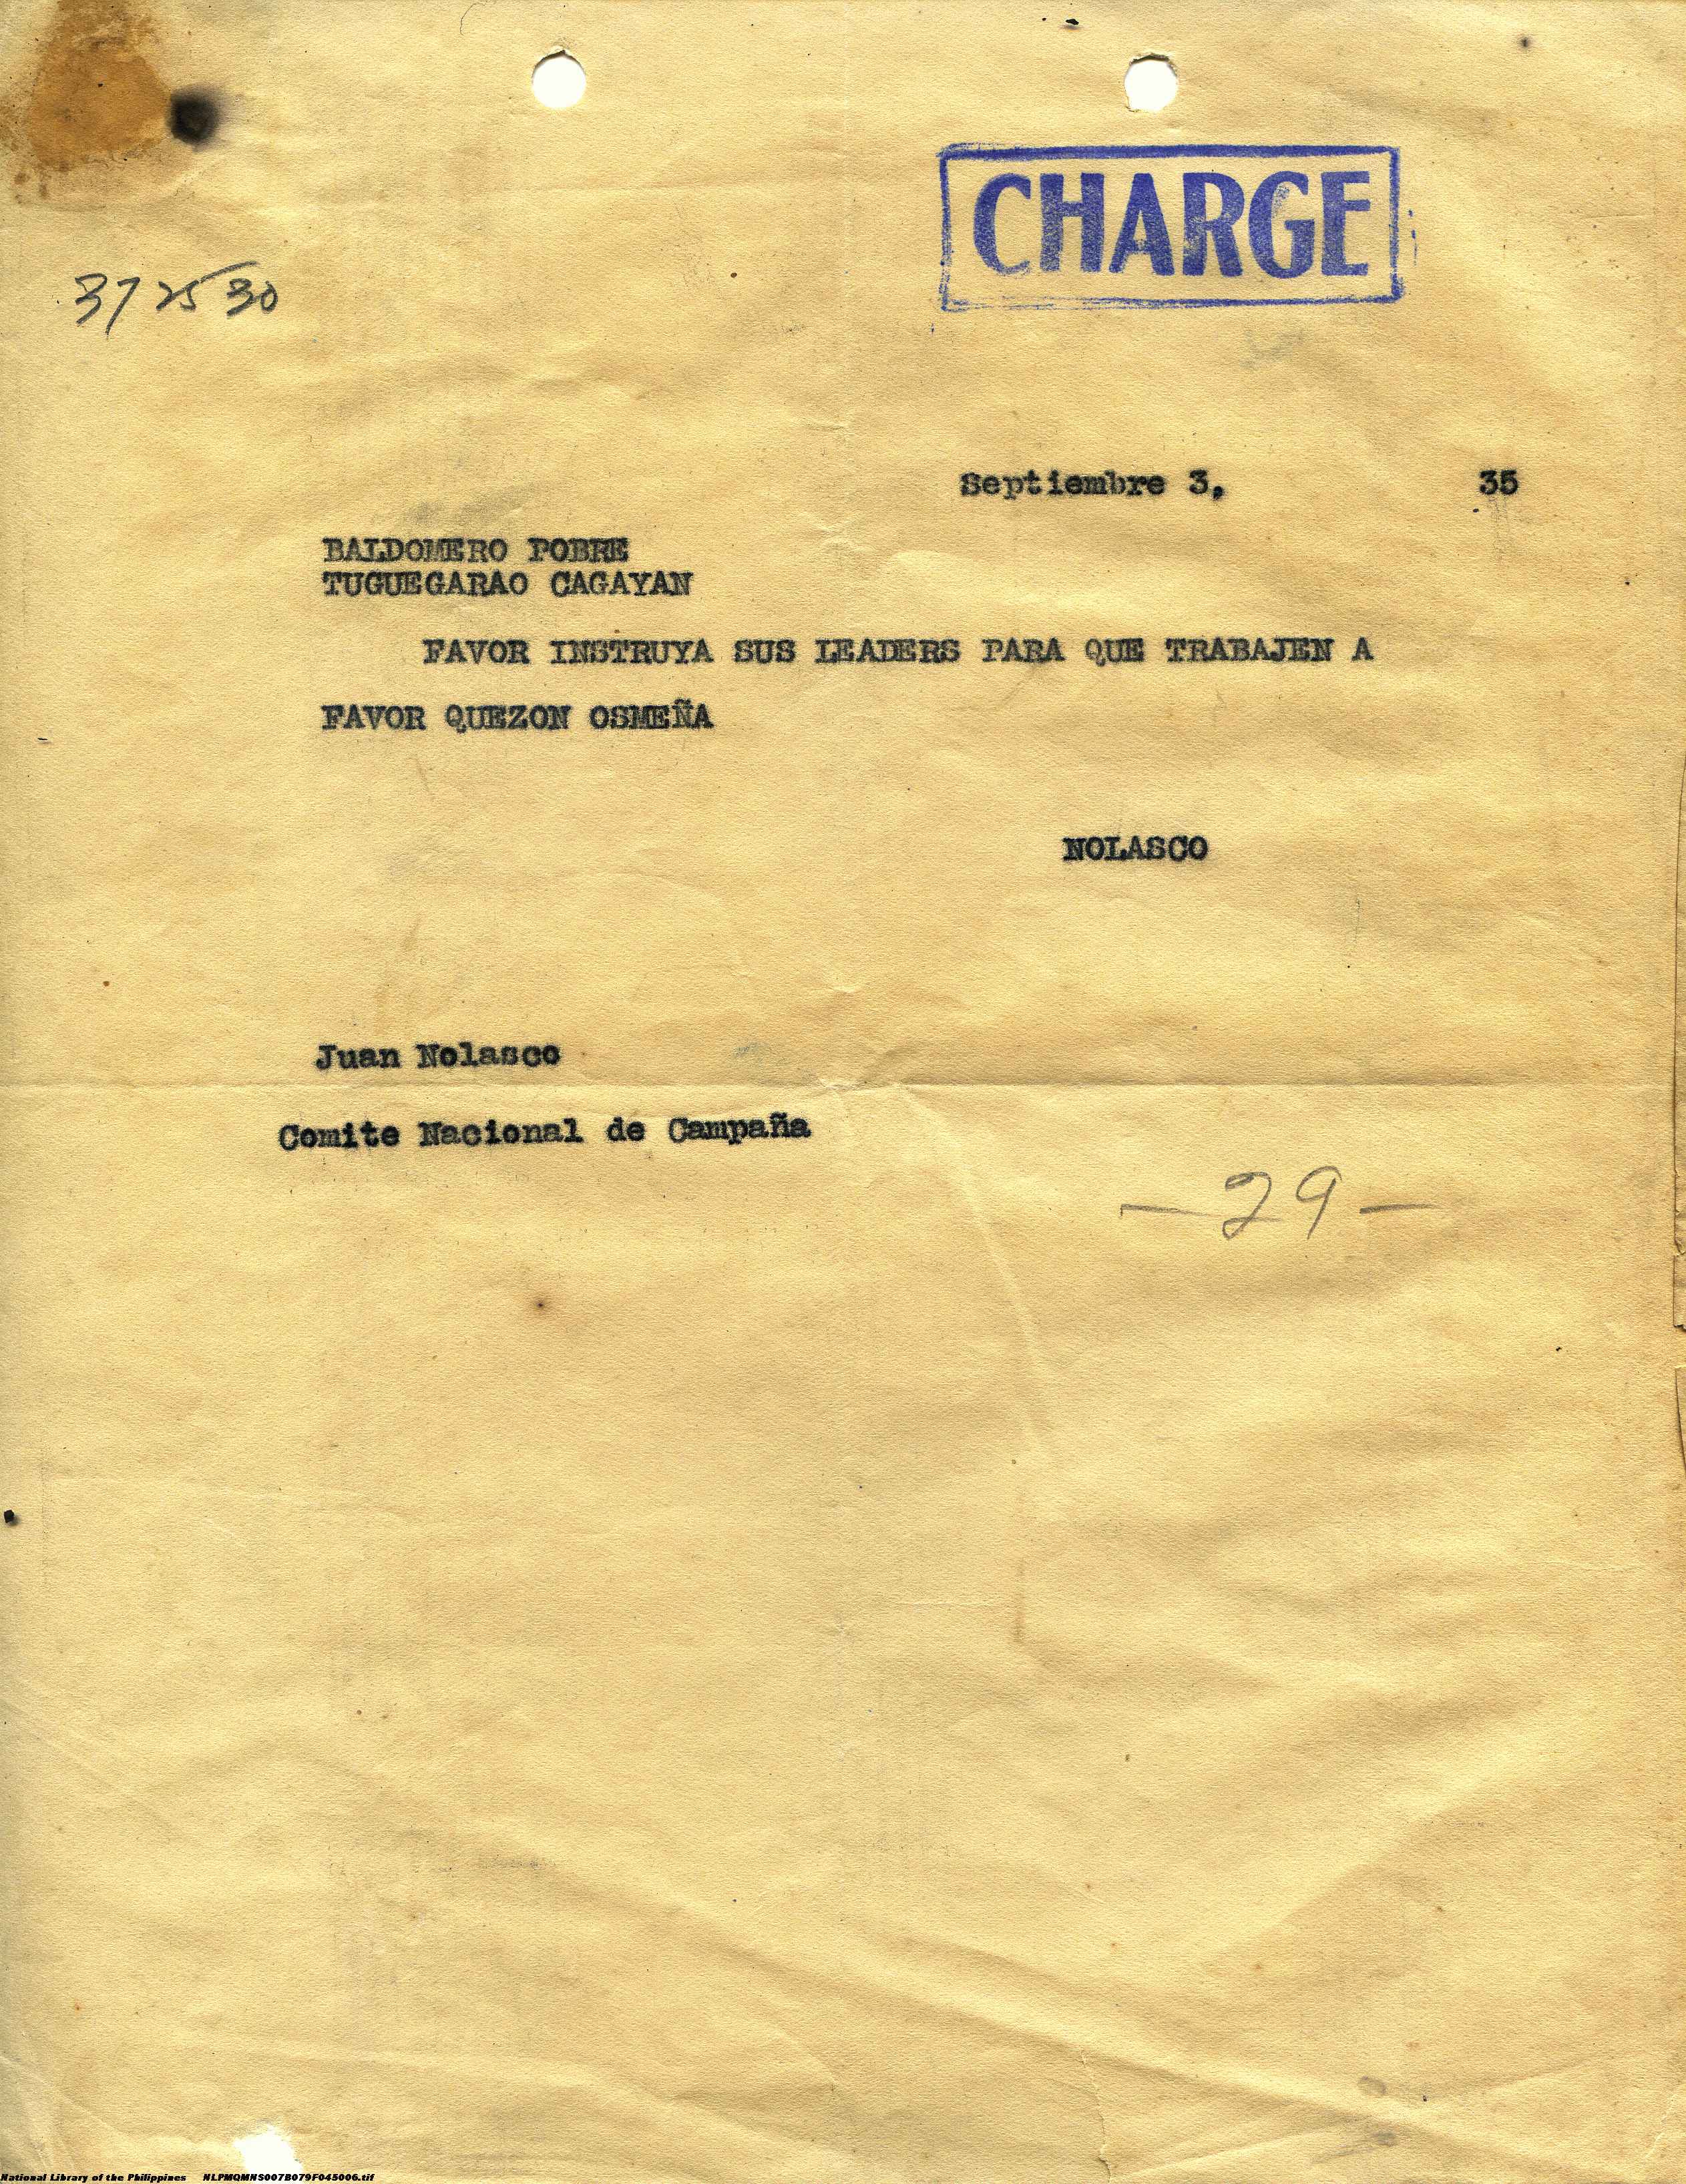 CHARGE
37 25 30
Septiembre 3, 35
BALDOMERO POBRE
TUGUEGARAO CAGAYAN
FAVOR INSTRUYA SUS LEADERS PARA QUE TRABAJEN A
FAVOR QUEZON OSMEÑA
NOLASCO
Juan Nolasco
Comite Nacional de Campaña
- 29 -
National Library of the Philippines NLPMQMNS007B079F045006.tif